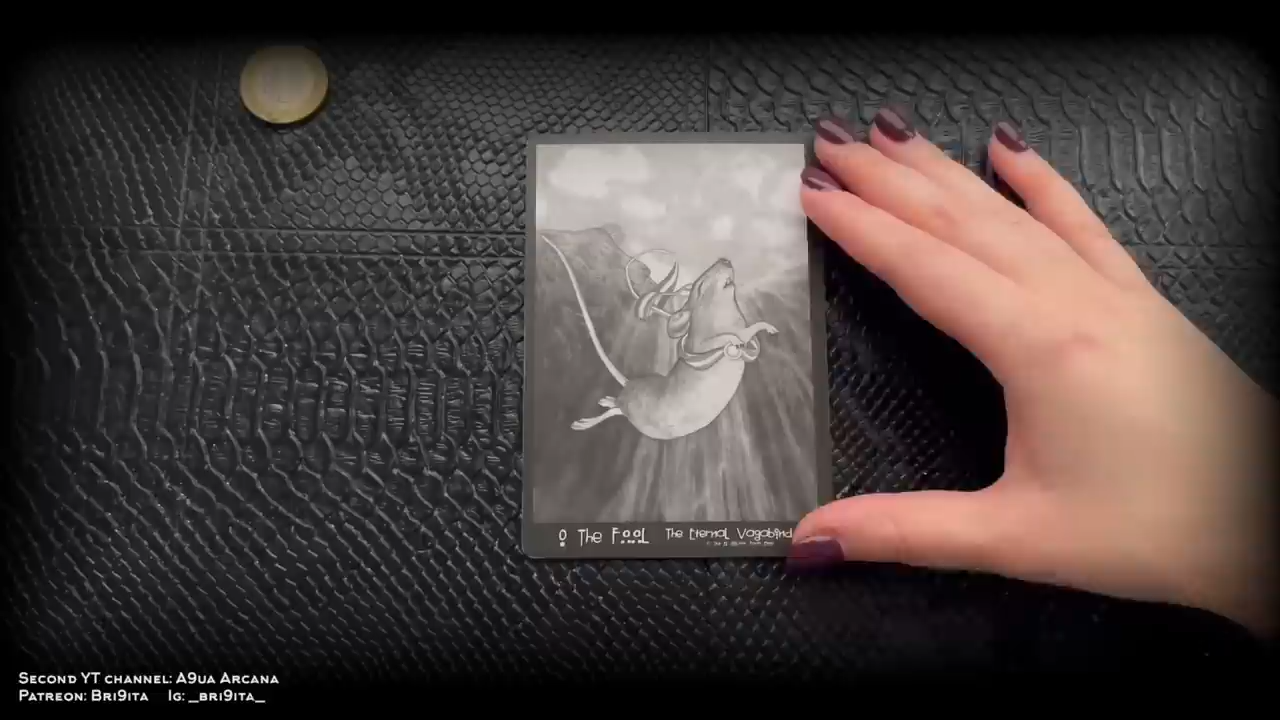 0 The Fool The Eternal Vagabond
Second YT channel: A9ua Arcana
Patreon: Bri9ita Ig: _bri9ita_